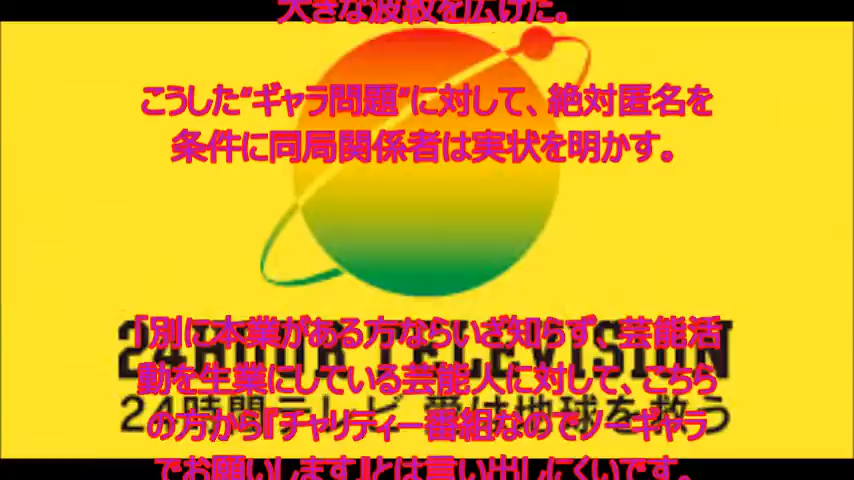 大きな波紋を広げた。
こうした“ギャラ問題”に対して、絶対匿名を
条件に同局関係者は実状を明かす。
「別に本業がある方ならいざ知らず、芸能活
24HOUR TELEVISION
動を生業にしている芸能人に対して、こちら
24時間テレビ 愛は地球を救う
の方から『チャリティー番組なのでノーギャラ
でお願いします』とは言い出しにくいです。